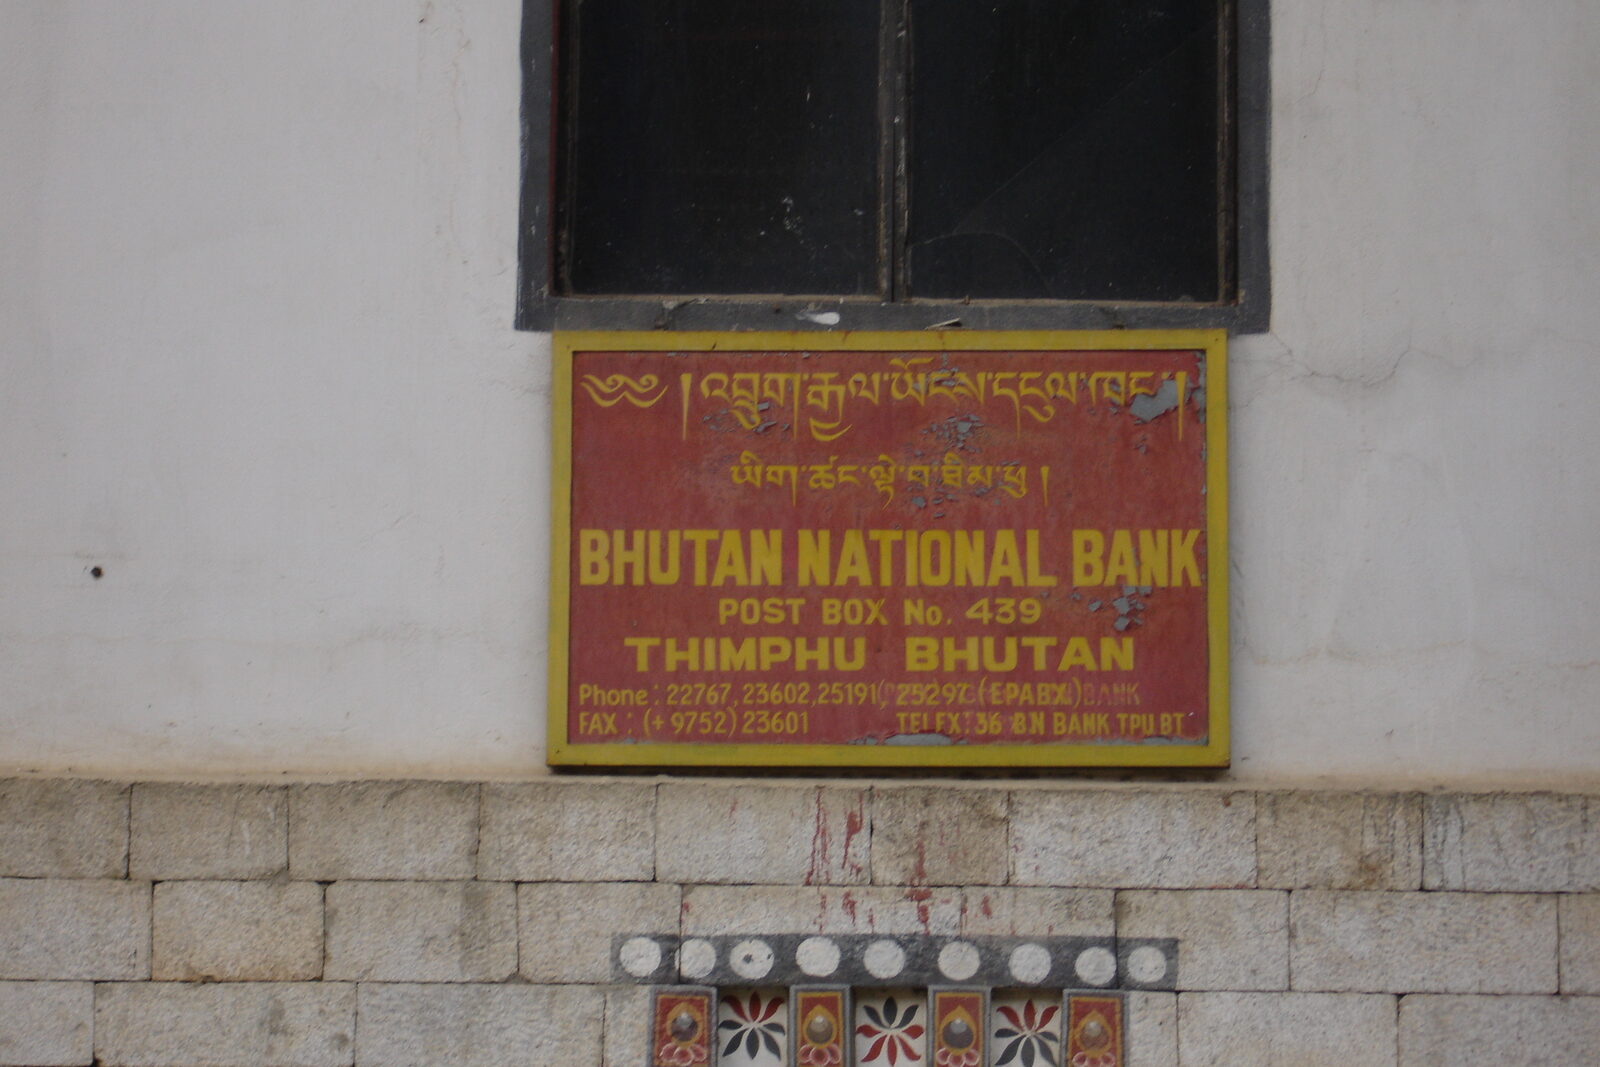 ༄༅ །འབྲུག་རྒྱལ་ཡོངས་དངུལ་ཁང་།
ཡིག་ཚང་ལྡེ་བ་ཐིམ་ཕུ །
BHUTAN NATIONAL BANK
POST BOX No. 439
THIMPHU BHUTAN
Phone : 22767, 23602, 25191, (EPABX) BANK
FAX : (+ 9752) 23601 TELEX : 36 B.N BANK TPU BT